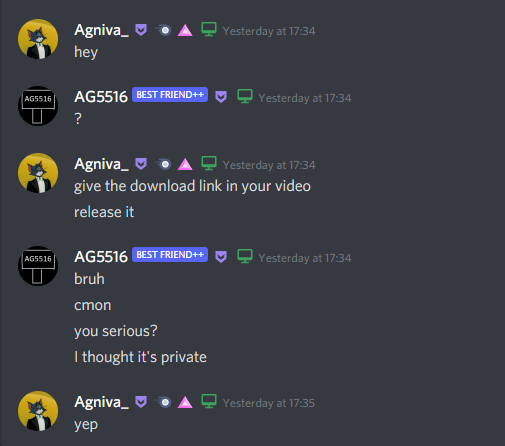 Agniva_ Yesterday at 17:34
hey
AG5516
AG5516 BEST FRIEND++ Yesterday at 17:34
?
Agniva_ Yesterday at 17:34
give the download link in your video
release it
AG5516
AG5516 BEST FRIEND++ Yesterday at 17:34
bruh
cmon
you serious?
I thought it's private
Agniva_ Yesterday at 17:35
yep